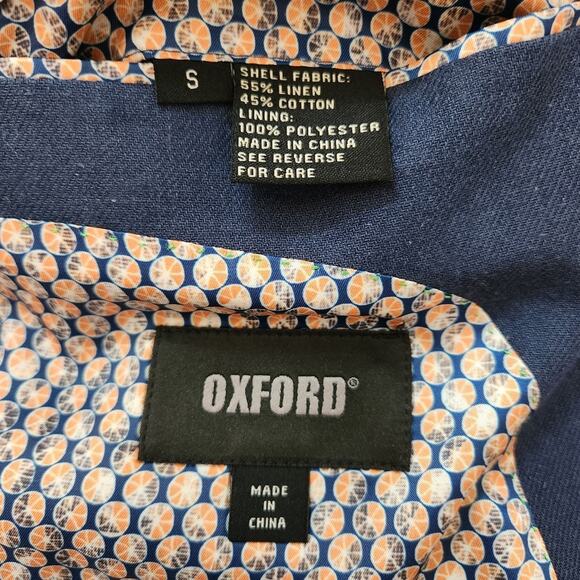 S
SHELL FABRIC:
55% LINEN
45% COTTON
LINING:
100% POLYESTER
MADE IN CHINA
SEE REVERSE
FOR CARE
OXFORD®
MADE
IN
CHINA